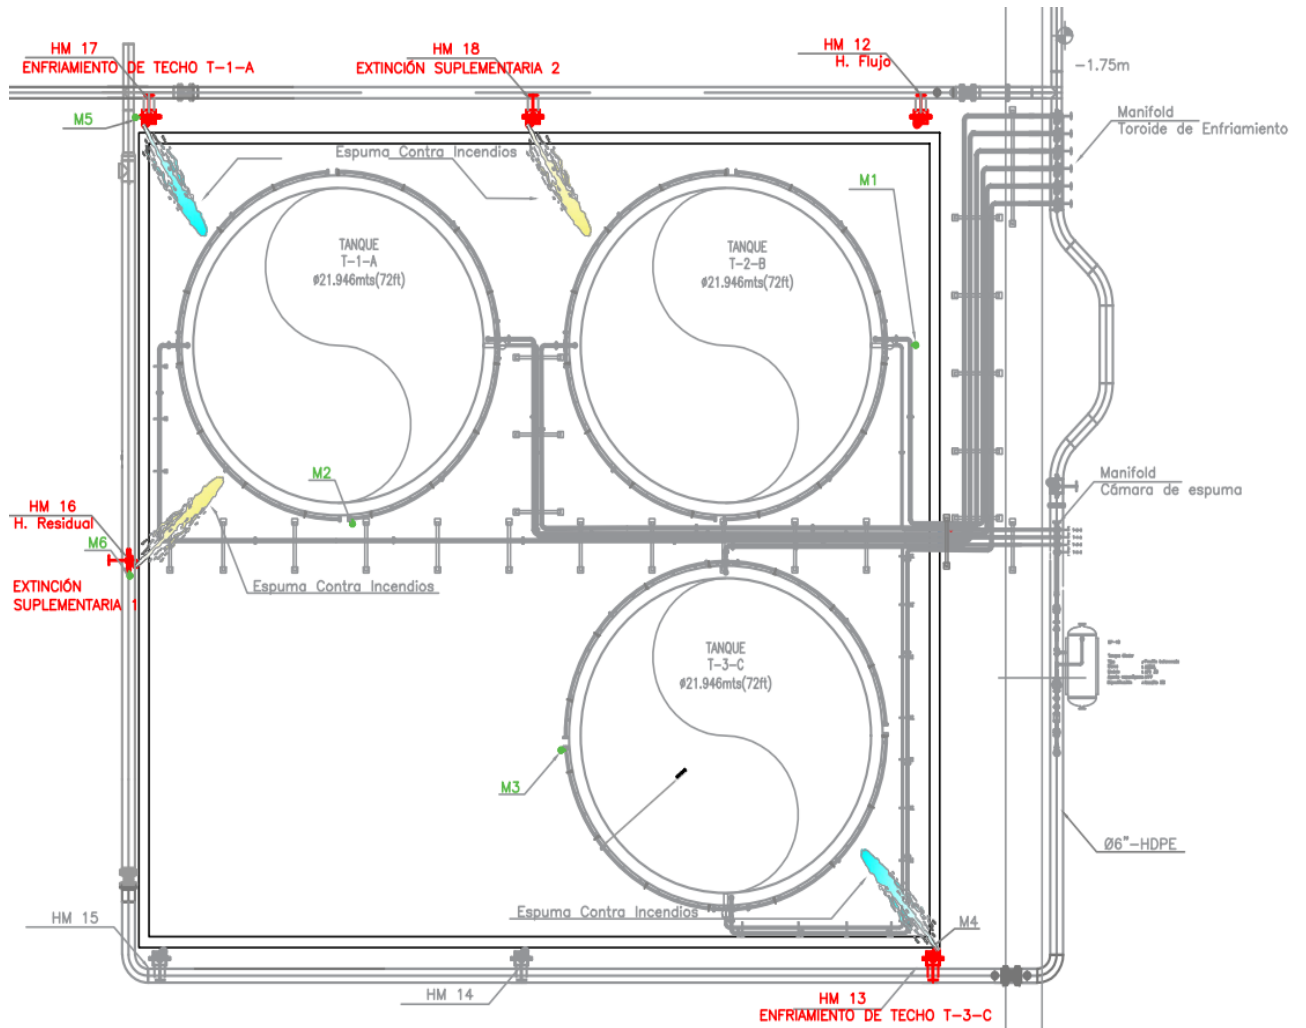 HM 17
ENFRIAMIENTO DE TECHO T-1-A
HM 18
EXTINCIÓN SUPLEMENTARIA 2
HM 12
H. Flujo
-1.75m
M5
Manifold
Toroide de Enfriamiento
Espuma Contra Incendios
M1
TANQUE
T-1-A
ø21.946mts(72ft)
TANQUE
T-2-B
ø21.946mts(72ft)
M2
Manifold
Cámara de espuma
HM 16
H. Residual
M6
EXTINCIÓN
SUPLEMENTARIA 1
Espuma Contra Incendios
TANQUE
T-3-C
ø21.946mts(72ft)
M3
Ø6"-HDPE
Espuma Contra Incendios
M4
HM 15
HM 14
HM 13
ENFRIAMIENTO DE TECHO T-3-C